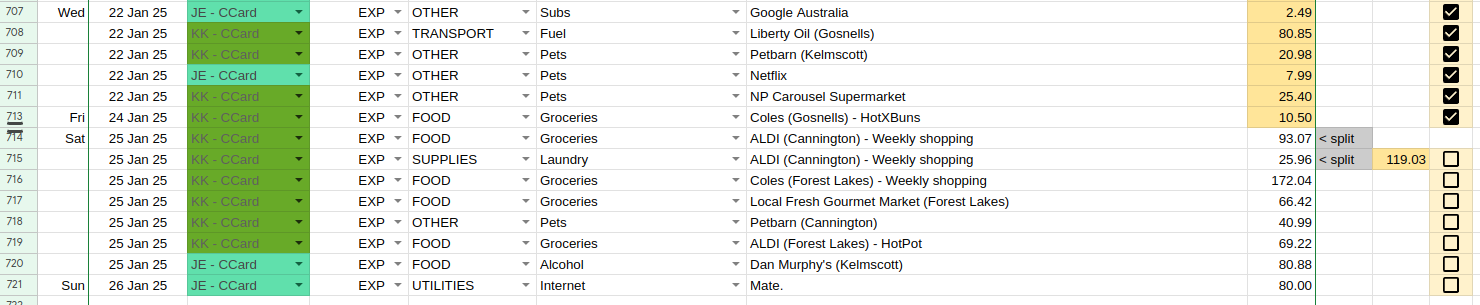 707 Wed 22 Jan 25 JE - CCard EXP OTHER Subs Google Australia 2.49
708 22 Jan 25 KK - CCard EXP TRANSPORT Fuel Liberty Oil (Gosnells) 80.85
709 22 Jan 25 KK - CCard EXP OTHER Pets Petbarn (Kelmscott) 20.98
710 22 Jan 25 JE - CCard EXP OTHER Pets Netflix 7.99
711 22 Jan 25 KK - CCard EXP OTHER Pets NP Carousel Supermarket 25.40
713 Fri 24 Jan 25 KK - CCard EXP FOOD Groceries Coles (Gosnells) - HotXBuns 10.50
714 Sat 25 Jan 25 KK - CCard EXP FOOD Groceries ALDI (Cannington) - Weekly shopping 93.07 < split
715 25 Jan 25 KK - CCard EXP SUPPLIES Laundry ALDI (Cannington) - Weekly shopping 25.96 < split 119.03
716 25 Jan 25 KK - CCard EXP FOOD Groceries Coles (Forest Lakes) - Weekly shopping 172.04
717 25 Jan 25 KK - CCard EXP FOOD Groceries Local Fresh Gourmet Market (Forest Lakes) 66.42
718 25 Jan 25 KK - CCard EXP OTHER Pets Petbarn (Cannington) 40.99
719 25 Jan 25 KK - CCard EXP FOOD Groceries ALDI (Forest Lakes) - HotPot 69.22
720 25 Jan 25 JE - CCard EXP FOOD Alcohol Dan Murphy's (Kelmscott) 80.88
721 Sun 26 Jan 25 JE - CCard EXP UTILITIES Internet Mate. 80.00